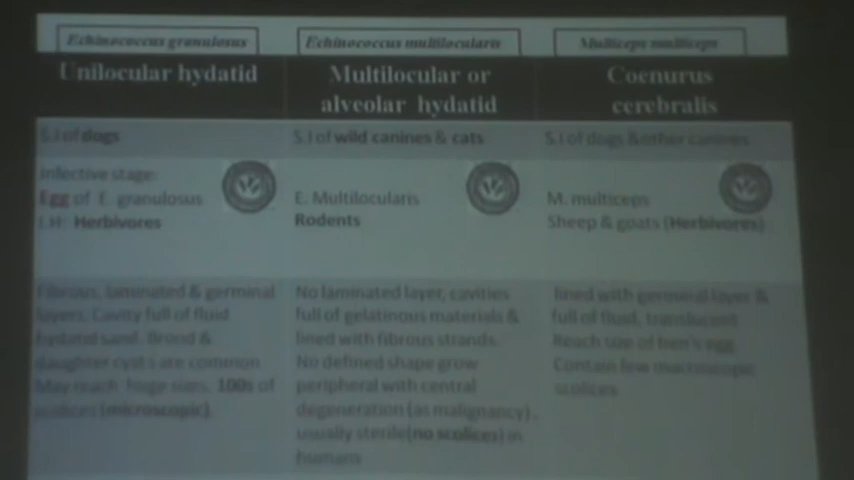 Echinococcus granulosus
Echinococcus multilocularis
Multiceps multiceps
Unilocular hydatid
Multilocular or
alveolar hydatid
Coenurus
cerebralis
S.I of dogs
S.I of wild canines & cats
S.I of dogs & other canines
Infective stage:
Egg of E. granulosus
I.H: Herbivores
E. Multilocularis
Rodents
M. multiceps
Sheep & goats (Herbivores)
Fibrous, laminated & germinal
layers. Cavity full of fluid
hydatid sand. Brood &
daughter cysts are common
May reach huge sizes. 100s of
scolices (microscopic).
No laminated layer, cavities
full of gelatinous materials &
lined with fibrous strands.
No defined shape grow
peripheral with central
degeneration (as malignancy).
usually sterile(no scolices) in
humans
lined with germinal layer &
full of fluid, translucent
Reach size of hen's egg
Contain few macroscopic
scolices